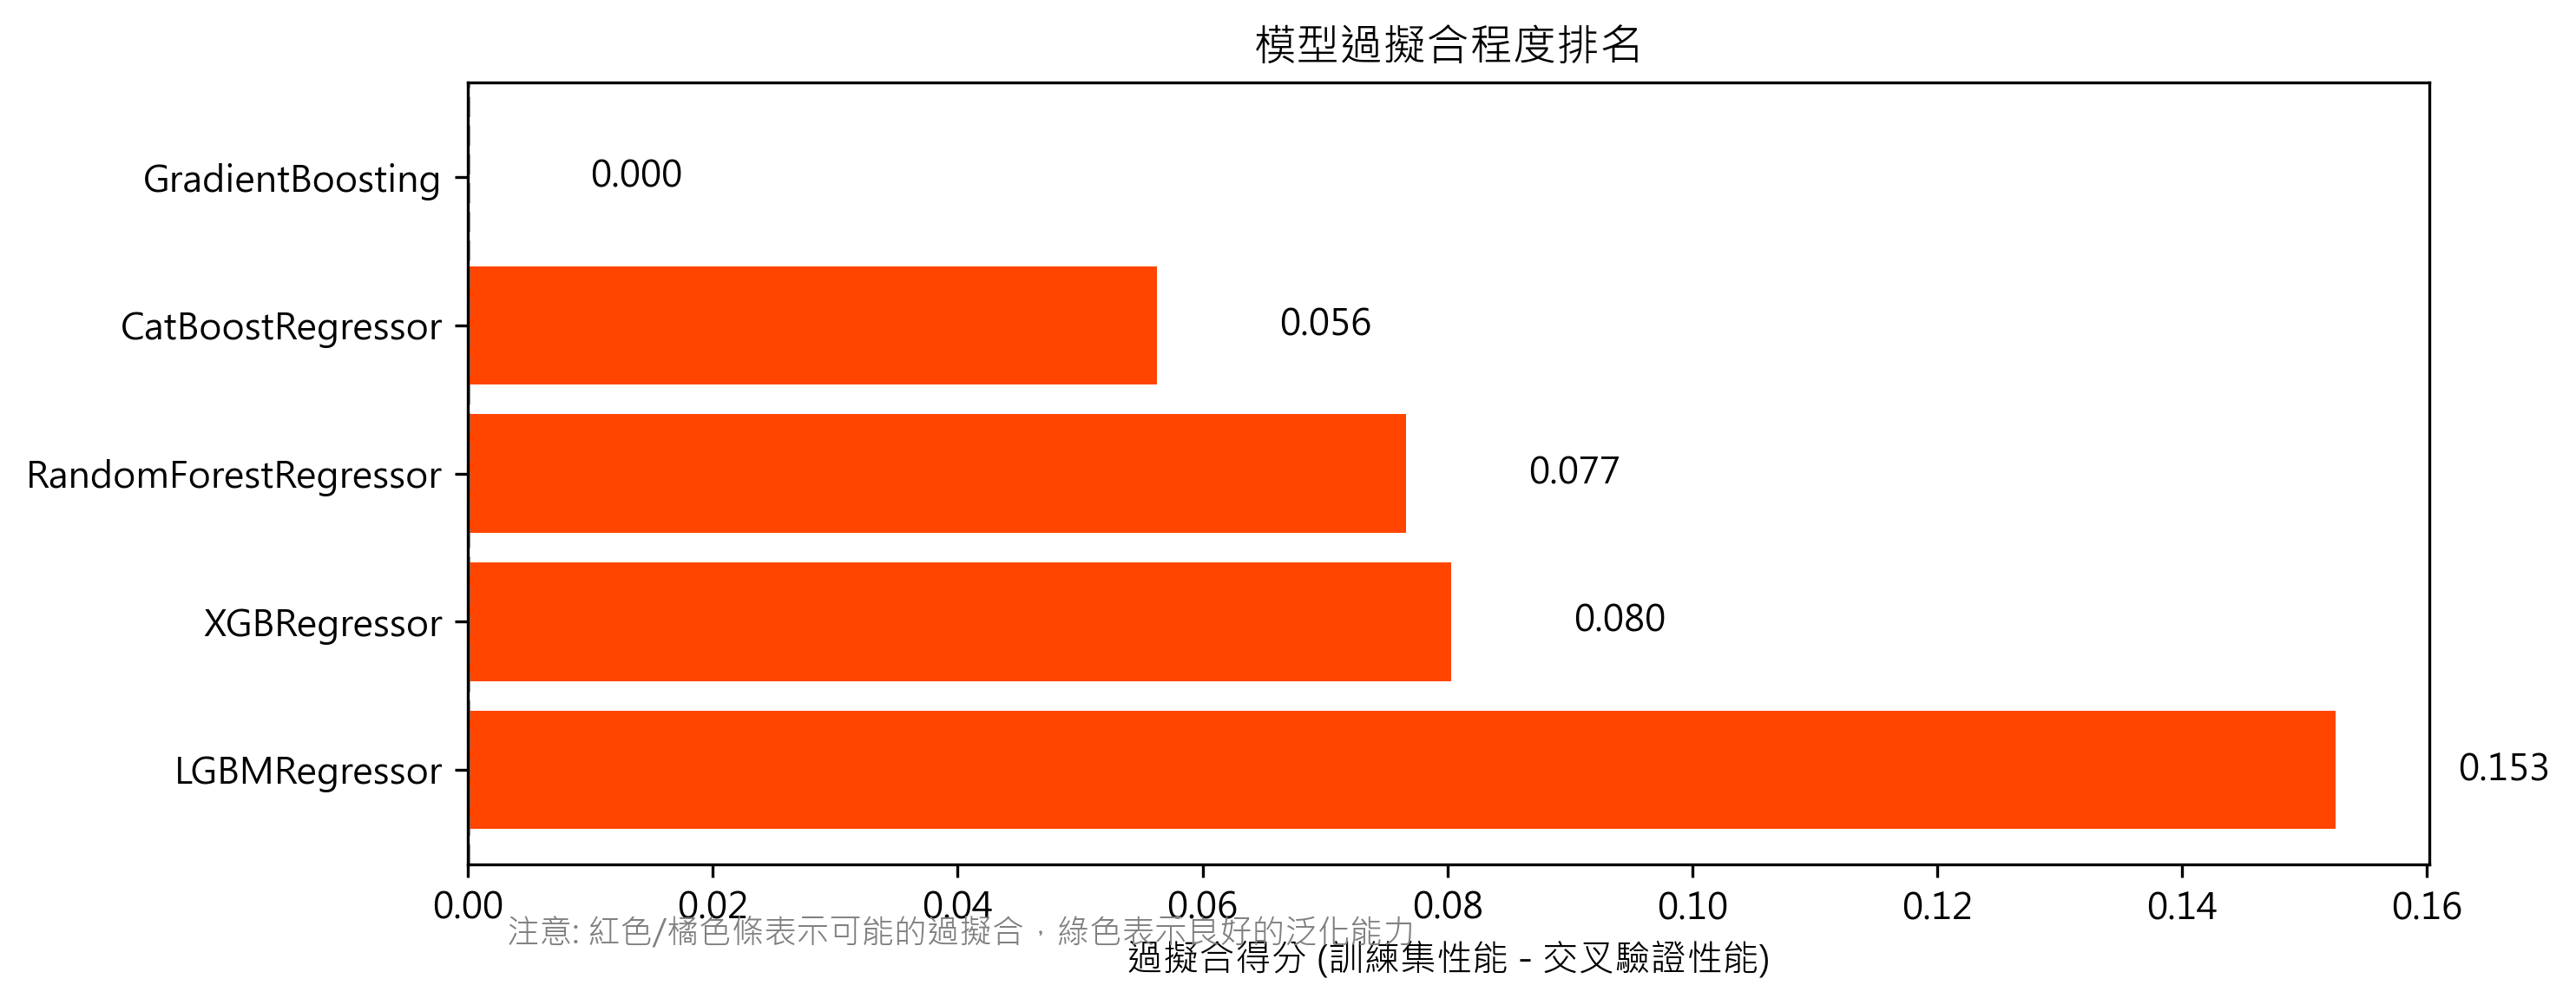 模型過擬合程度排名
GradientBoosting
0.000
CatBoostRegressor
0.056
RandomForestRegressor
0.077
XGBRegressor
0.080
LGBMRegressor
0.153
0.00 0.02 0.04 0.06 0.08 0.10 0.12 0.14 0.16
注意: 紅色/橘色條表示可能的過擬合，綠色表示良好的泛化能力
過擬合得分 (訓練集性能 - 交叉驗證性能)